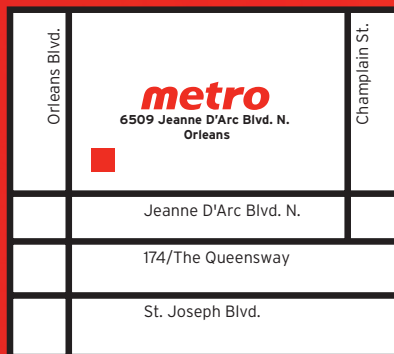 Orleans Blvd.
Champlain St.
metro
6509 Jeanne D'Arc Blvd. N.
Orleans
Jeanne D'Arc Blvd. N.
174/The Queensway
St. Joseph Blvd.